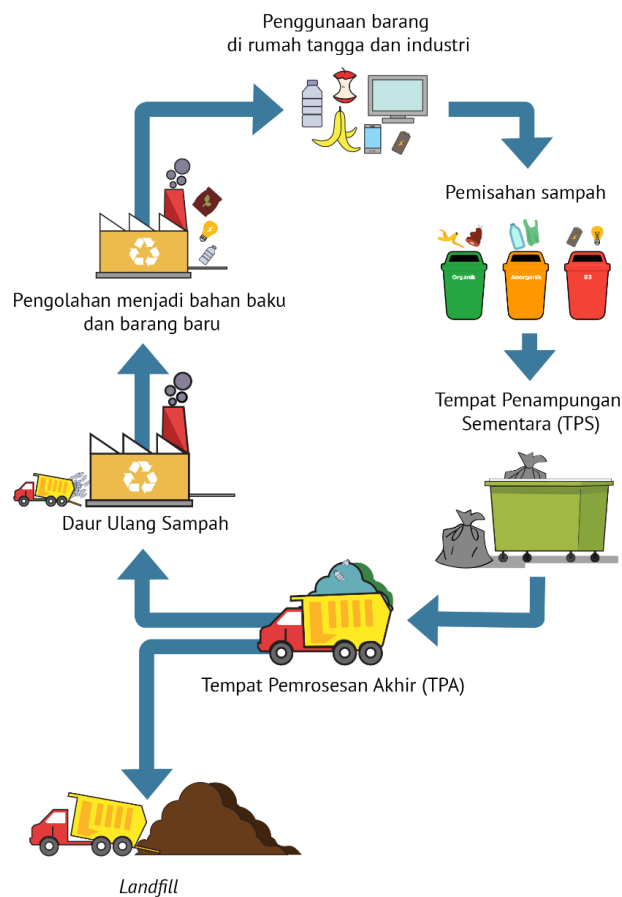 Penggunaan barang
di rumah tangga dan industri
Pemisahan sampah
Organik
Anorganik
B3
Tempat Penampungan
Sementara (TPS)
Tempat Pemrosesan Akhir (TPA)
Landfill
Daur Ulang Sampah
Pengolahan menjadi bahan baku
dan barang baru